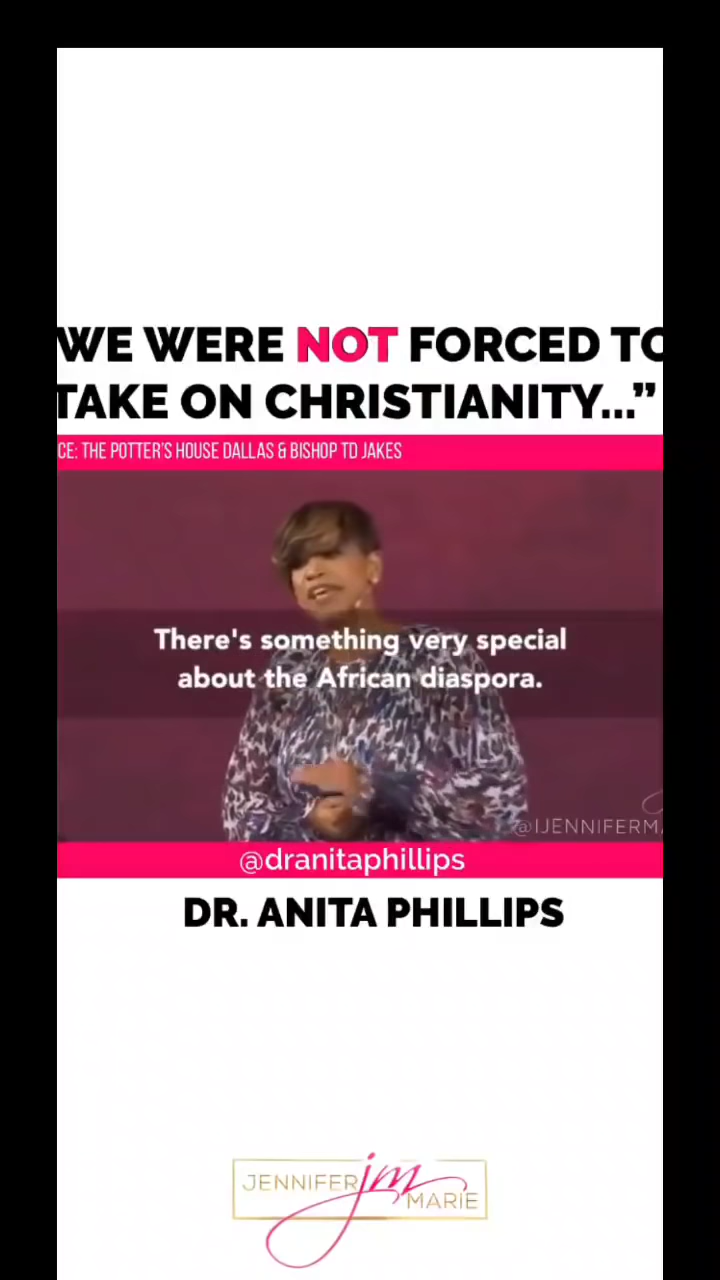 WE WERE NOT FORCED TO
TAKE ON CHRISTIANITY..."
CE: THE POTTER'S HOUSE DALLAS & BISHOP TD JAKES
There's something very special
about the African diaspora.
@IJENNIFERMA
@dranitaphillips
DR. ANITA PHILLIPS
JENNIFER jm
MARIE